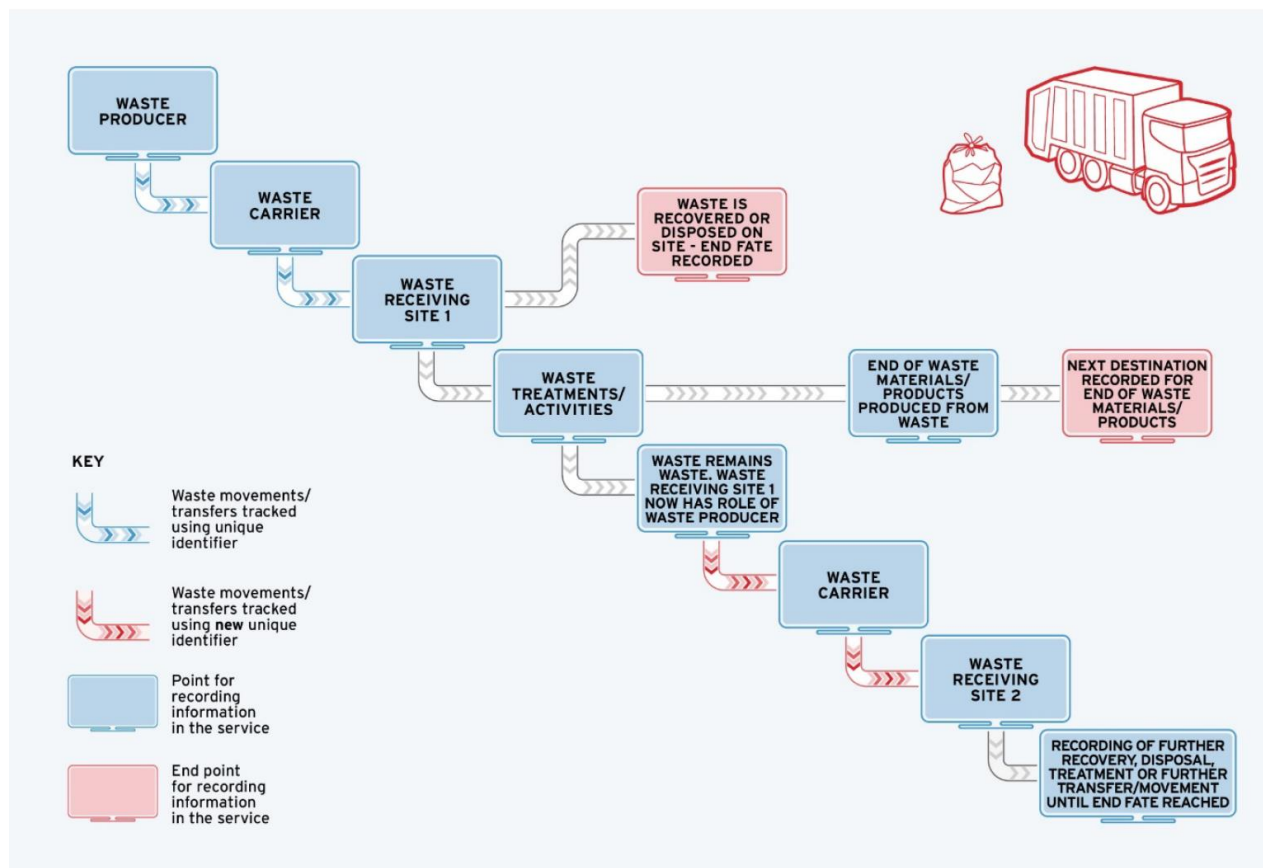 WASTE
PRODUCER
WASTE
CARRIER
WASTE
RECEIVING
SITE 1
WASTE IS
RECOVERED OR
DISPOSED ON
SITE - END FATE
RECORDED
WASTE
TREATMENTS/
ACTIVITIES
END OF WASTE
MATERIALS/
PRODUCTS
PRODUCED FROM
WASTE
NEXT DESTINATION
RECORDED FOR
END OF WASTE
MATERIALS/
PRODUCTS
WASTE REMAINS
WASTE. WASTE
RECEIVING SITE 1
NOW HAS ROLE OF
WASTE PRODUCER
WASTE
CARRIER
WASTE
RECEIVING
SITE 2
RECORDING OF FURTHER
RECOVERY, DISPOSAL,
TREATMENT OR FURTHER
TRANSFER/MOVEMENT
UNTIL END FATE REACHED
KEY
Waste movements/
transfers tracked
using unique
identifier
Waste movements/
transfers tracked
using new unique
identifier
Point for
recording
information
in the service
End point
for recording
information
in the service